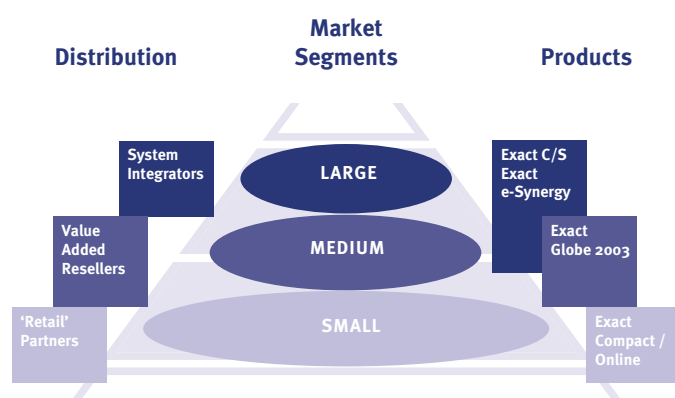 Distribution
Market
Segments
Products
System
Integrators
LARGE
Exact C/S
Exact
e-Synergy
Value
Added
Resellers
MEDIUM
Exact
Globe 2003
'Retail'
Partners
SMALL
Exact
Compact /
Online